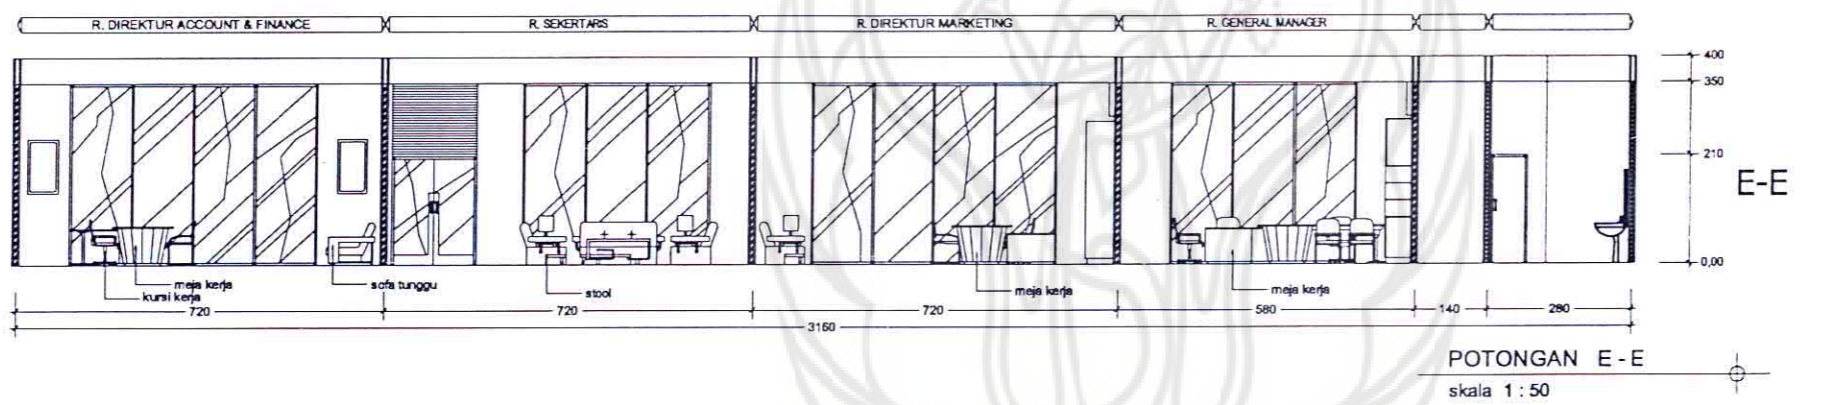 R. DIREKTUR ACCOUNT & FINANCE
R. SEKERTARIS
R. DIREKTUR MARKETING
R. GENERAL MANAGER
400
350
210
0,00
E-E
meja kerja
kursi kerja
sofa tunggu
stool
meja kerja
meja kerja
720
720
720
580
140
280
3160
POTONGAN E - E
skala 1 : 50